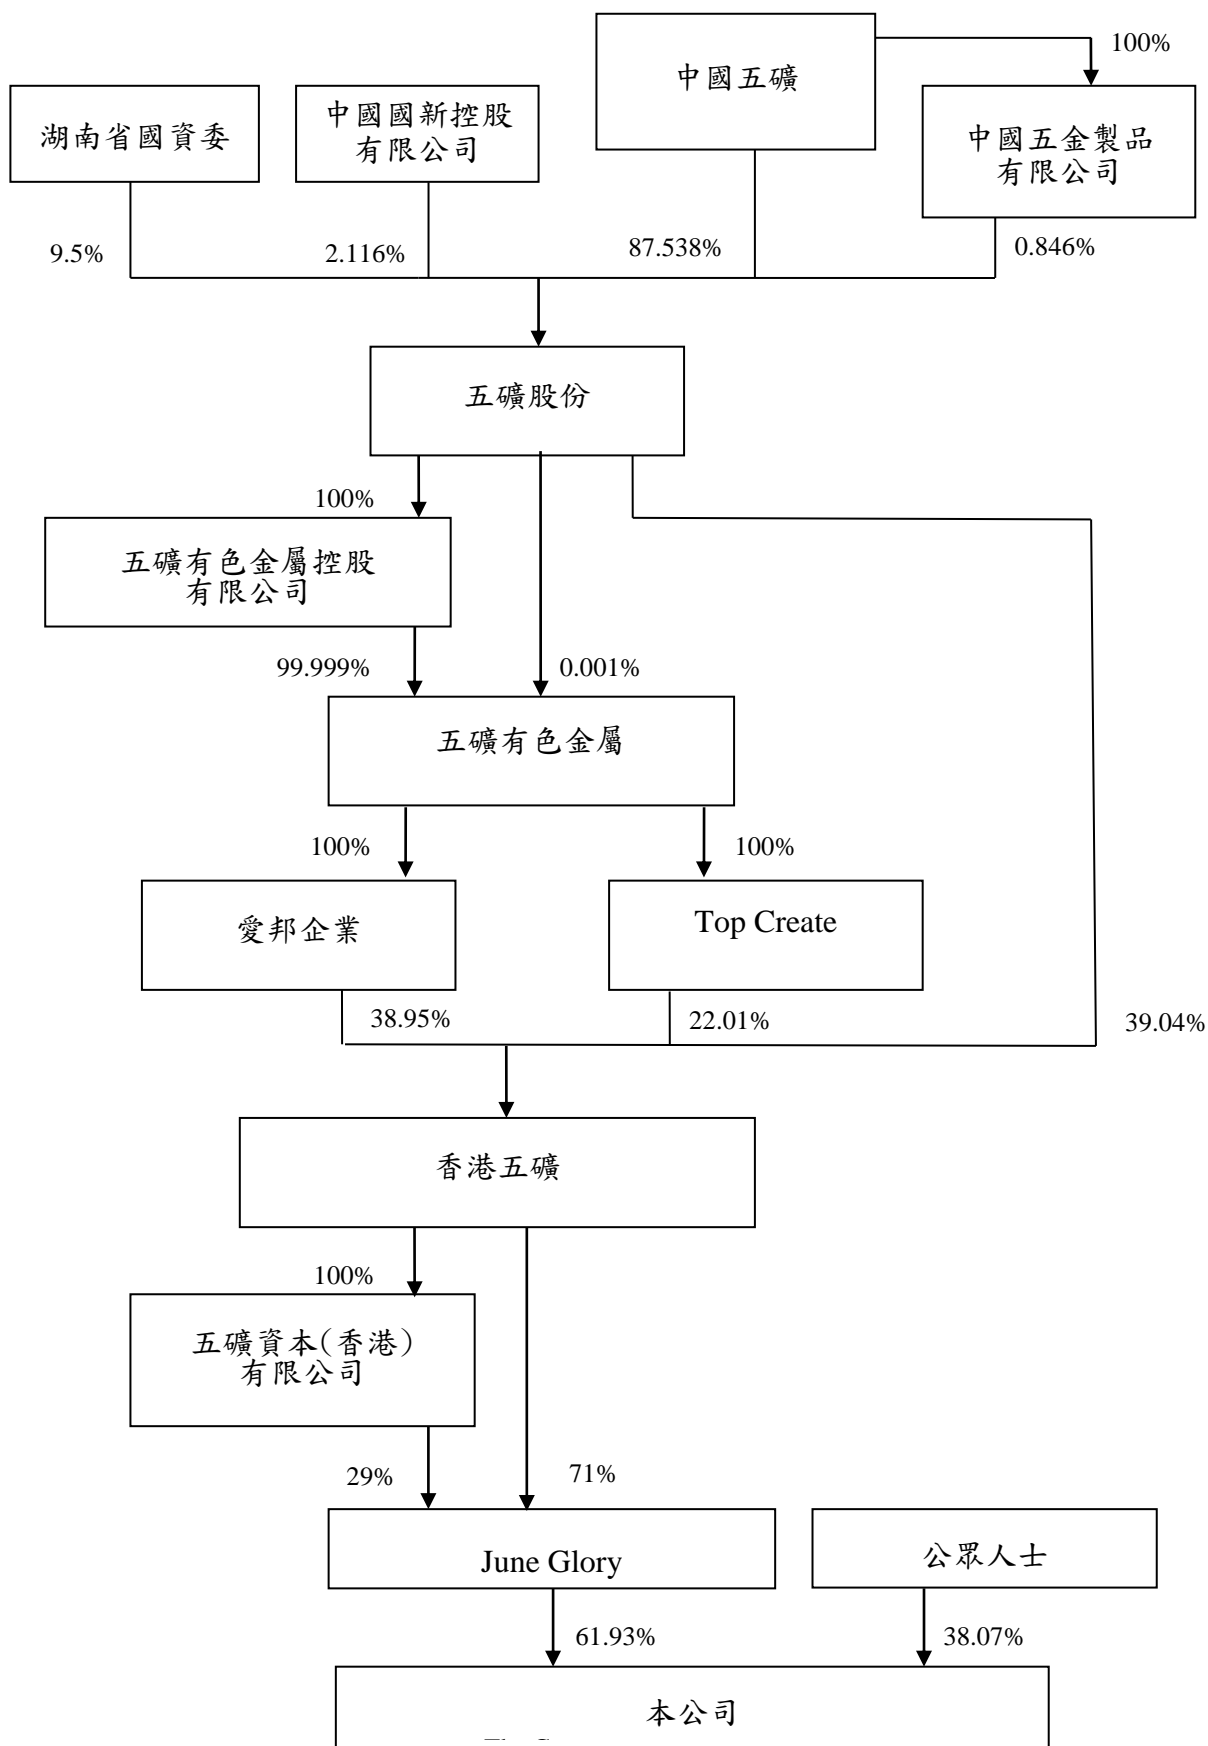 中國五礦
100%
湖南省國資委
中國國新控股
有限公司
中國五金製品
有限公司
9.5%
2.116%
87.538%
0.846%
五礦股份
100%
五礦有色金屬控股
有限公司
99.999%
0.001%
五礦有色金屬
100%
100%
愛邦企業
Top Create
38.95%
22.01%
39.04%
香港五礦
100%
五礦資本(香港)
有限公司
29%
71%
June Glory
公眾人士
61.93%
38.07%
本公司